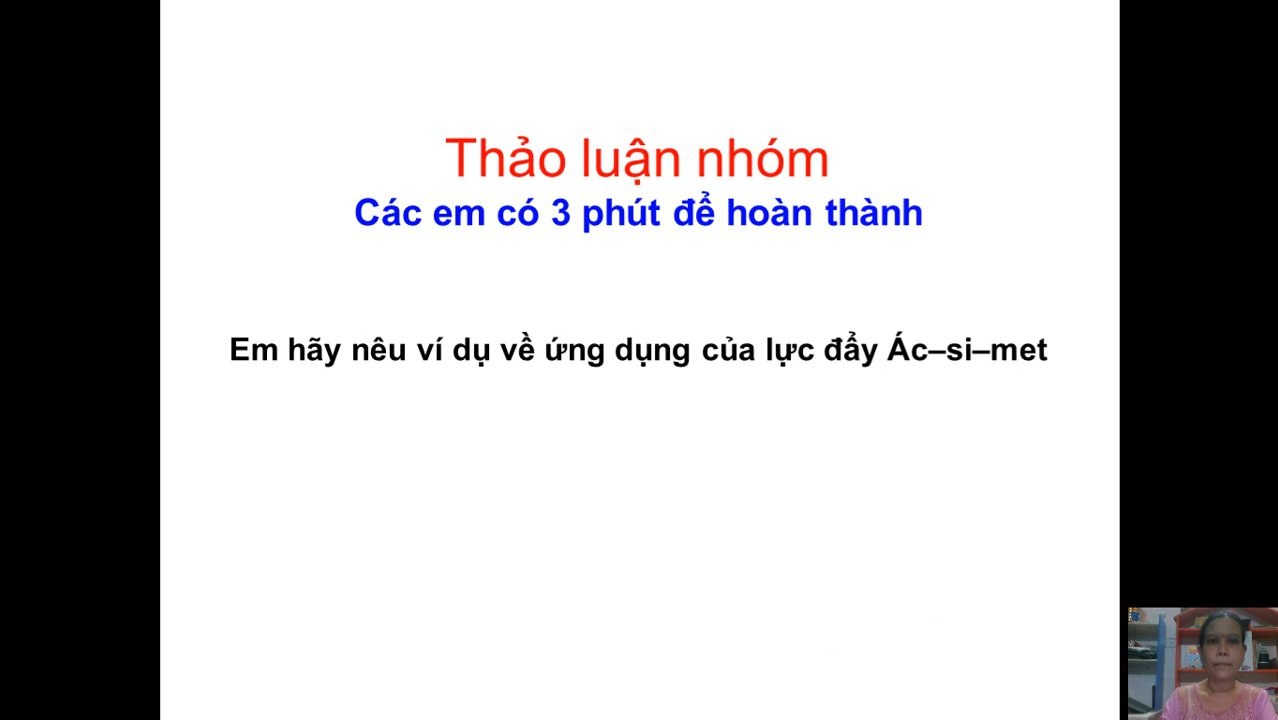 Thảo luận nhóm
Các em có 3 phút để hoàn thành
Em hãy nêu ví dụ về ứng dụng của lực đẩy Ác–si–met